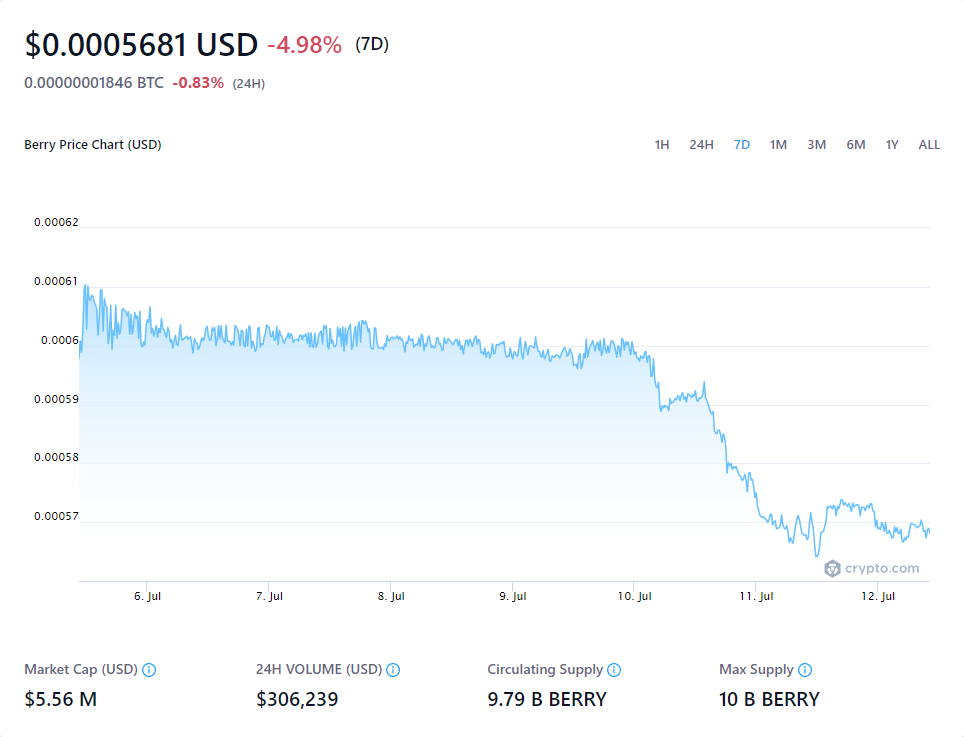 $0.0005681 USD -4.98% (7D)
0.00000001846 BTC -0.83% (24H)
Berry Price Chart (USD) 1H 24H 7D 1M 3M 6M 1Y ALL
0.00062
0.00061
0.0006
0.00059
0.00058
0.00057
crypto.com
6. Jul 7. Jul 8. Jul 9. Jul 10. Jul 11. Jul 12. Jul
Market Cap (USD) 24H VOLUME (USD) Circulating Supply Max Supply
$5.56 M $306,239 9.79 B BERRY 10 B BERRY